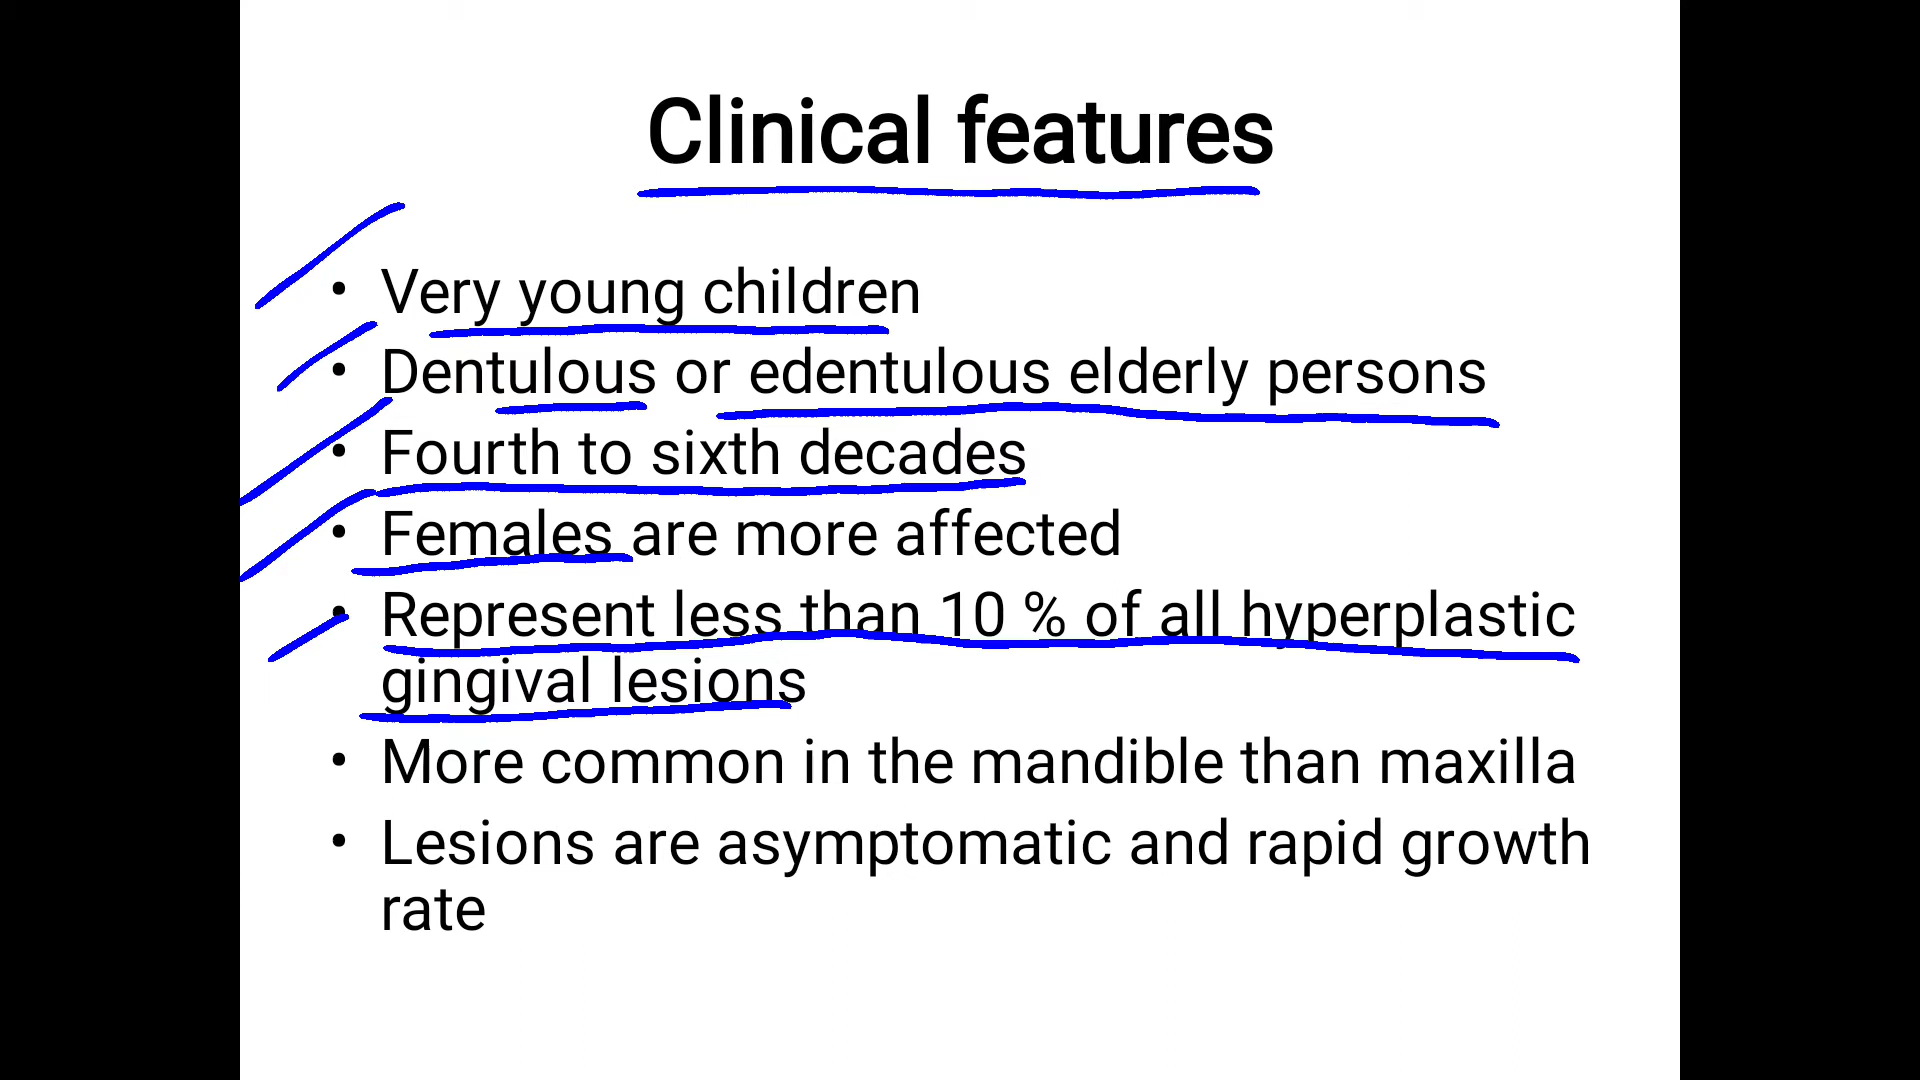 Clinical features
• Very young children
• Dentulous or edentulous elderly persons
• Fourth to sixth decades
• Females are more affected
• Represent less than 10 % of all hyperplastic
gingival lesions
• More common in the mandible than maxilla
• Lesions are asymptomatic and rapid growth
rate